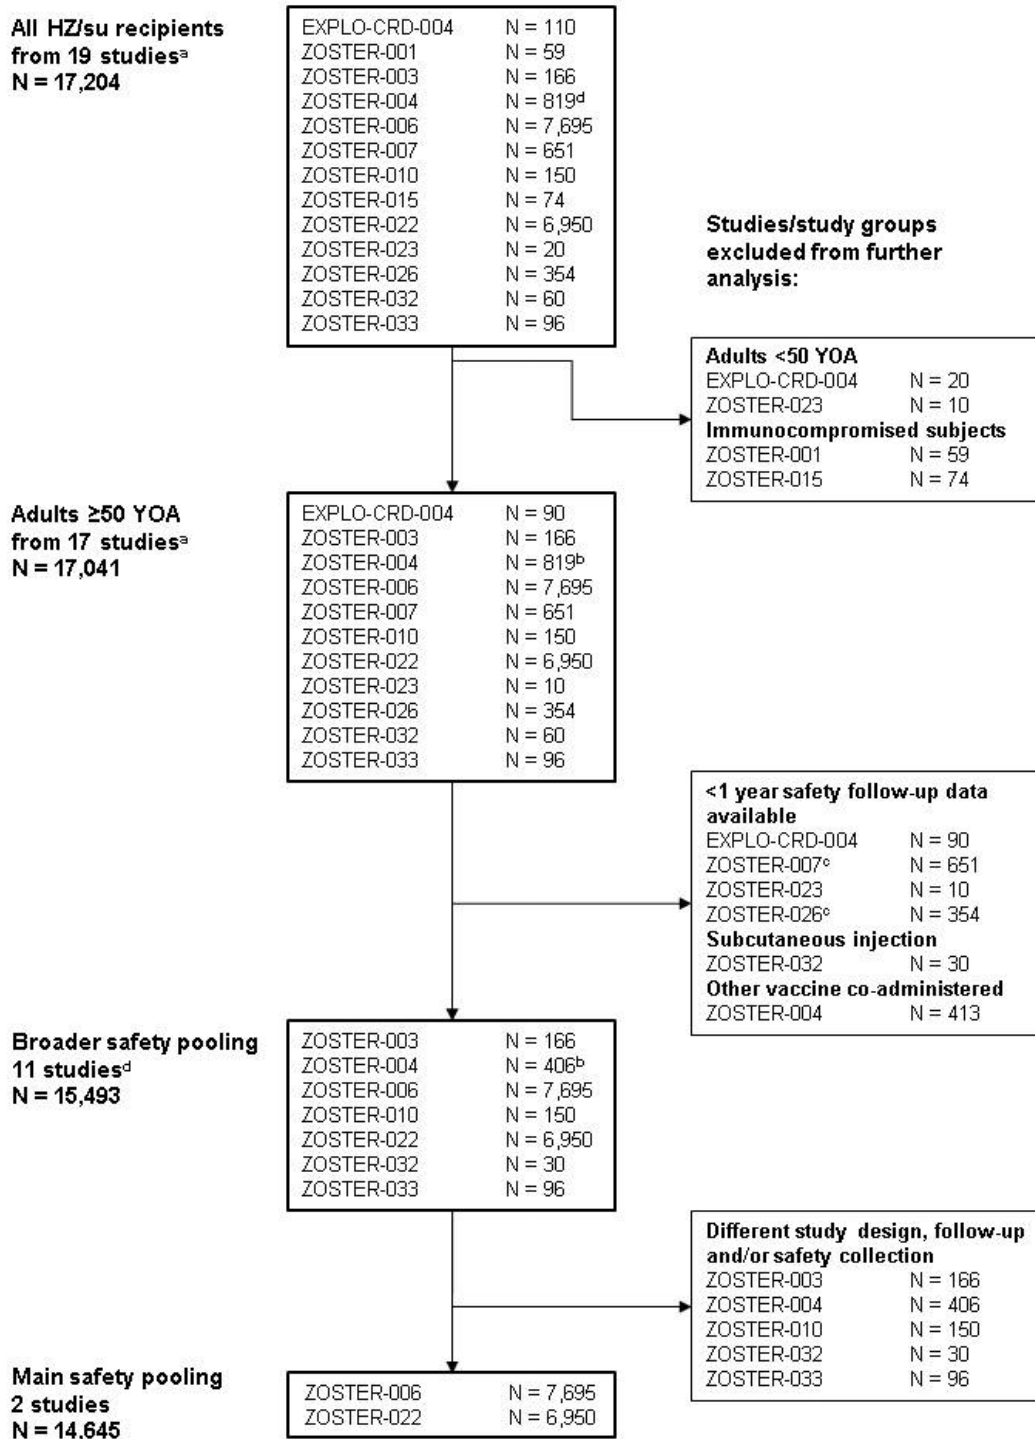 All HZ/su recipients
from 19 studiesᵃ
N = 17,204
EXPLO-CRD-004 N = 110
ZOSTER-001 N = 59
ZOSTER-003 N = 166
ZOSTER-004 N = 819ᵈ
ZOSTER-006 N = 7,695
ZOSTER-007 N = 651
ZOSTER-010 N = 150
ZOSTER-015 N = 74
ZOSTER-022 N = 6,950
ZOSTER-023 N = 20
ZOSTER-026 N = 354
ZOSTER-032 N = 60
ZOSTER-033 N = 96
Studies/study groups
excluded from further
analysis:
Adults <50 YOA
EXPLO-CRD-004 N = 20
ZOSTER-023 N = 10
Immunocompromised subjects
ZOSTER-001 N = 59
ZOSTER-015 N = 74
Adults ≥50 YOA
from 17 studiesᵃ
N = 17,041
EXPLO-CRD-004 N = 90
ZOSTER-003 N = 166
ZOSTER-004 N = 819ᵇ
ZOSTER-006 N = 7,695
ZOSTER-007 N = 651
ZOSTER-010 N = 150
ZOSTER-022 N = 6,950
ZOSTER-023 N = 10
ZOSTER-026 N = 354
ZOSTER-032 N = 60
ZOSTER-033 N = 96
<1 year safety follow-up data
available
EXPLO-CRD-004 N = 90
ZOSTER-007ᶜ N = 651
ZOSTER-023 N = 10
ZOSTER-026ᶜ N = 354
Subcutaneous injection
ZOSTER-032 N = 30
Other vaccine co-administered
ZOSTER-004 N = 413
Broader safety pooling
11 studiesᵈ
N = 15,493
ZOSTER-003 N = 166
ZOSTER-004 N = 406ᵇ
ZOSTER-006 N = 7,695
ZOSTER-010 N = 150
ZOSTER-022 N = 6,950
ZOSTER-032 N = 30
ZOSTER-033 N = 96
Different study design, follow-up
and/or safety collection
ZOSTER-003 N = 166
ZOSTER-004 N = 406
ZOSTER-010 N = 150
ZOSTER-032 N = 30
ZOSTER-033 N = 96
Main safety pooling
2 studies
N = 14,645
ZOSTER-006 N = 7,695
ZOSTER-022 N = 6,950